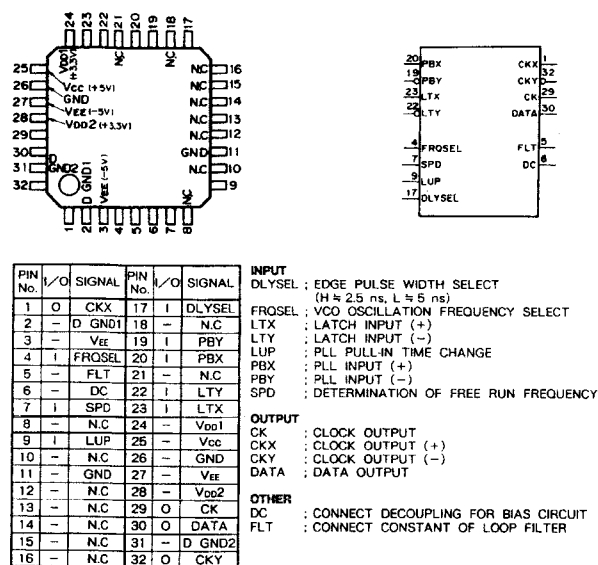 24 23 22 21 20 19 18 17
VDD1 (+3.3V)
N.C
N.C
25
26
27
28
29
30
31
32
VCC (+5V)
GND
VEE (-5V)
VDD2 (+3.3V)
D GND2
N.C 16
N.C 15
N.C 14
N.C 13
N.C 12
GND 11
N.C 10
9
D GND1
VEE (-5V)
N.C
1 2 3 4 5 6 7 8
20 PBX
19 PBY
23 LTX
22 LTY
4 FRQSEL
7 SPD
9 LUP
17 DLYSEL
CKX 1
CKY 32
CK 29
DATA 30
FLT 5
DC 6
PIN No. I/O SIGNAL PIN No. I/O SIGNAL
1 O CKX 17 I DLYSEL
2 – D GND1 18 – N.C
3 – VEE 19 I PBY
4 I FRQSEL 20 I PBX
5 – FLT 21 – N.C
6 – DC 22 I LTY
7 I SPD 23 I LTX
8 – N.C 24 – VDD1
9 I LUP 25 – Vcc
10 – N.C 26 – GND
11 – GND 27 – VEE
12 – N.C 28 – VDD2
13 – N.C 29 O CK
14 – N.C 30 O DATA
15 – N.C 31 – D GND2
16 – N.C 32 O CKY
INPUT
DLYSEL ; EDGE PULSE WIDTH SELECT
(H ≒ 2.5 ns, L ≒ 5 ns)
FRQSEL ; VCO OSCILLATION FREQUENCY SELECT
LTX ; LATCH INPUT (+)
LTY ; LATCH INPUT (−)
LUP ; PLL PULL-IN TIME CHANGE
PBX ; PLL INPUT (+)
PBY ; PLL INPUT (−)
SPD ; DETERMINATION OF FREE RUN FREQUENCY
OUTPUT
CK ; CLOCK OUTPUT
CKX ; CLOCK OUTPUT (+)
CKY ; CLOCK OUTPUT (−)
DATA ; DATA OUTPUT
OTHER
DC ; CONNECT DECOUPLING FOR BIAS CIRCUIT
FLT ; CONNECT CONSTANT OF LOOP FILTER